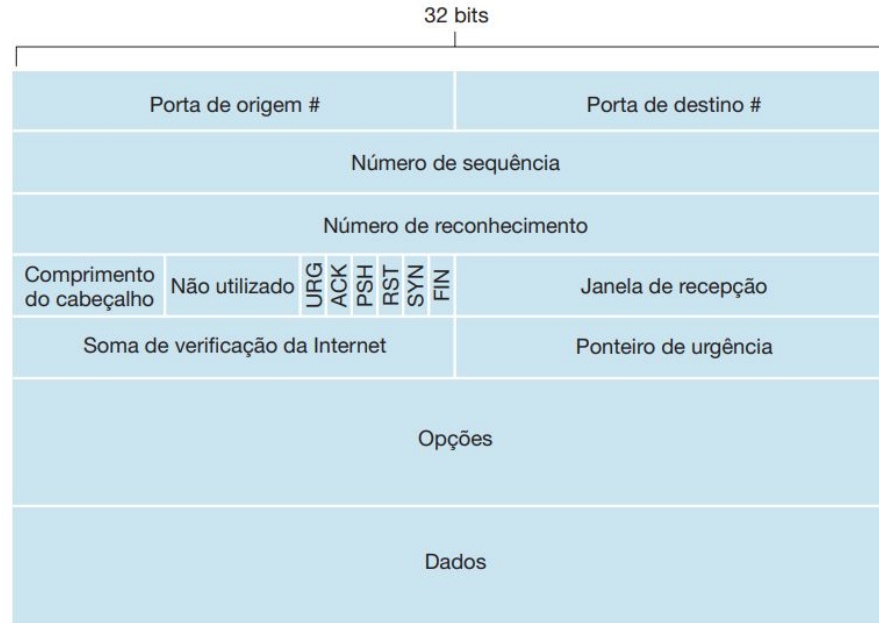 32 bits
Porta de origem #
Porta de destino #
Número de sequência
Número de reconhecimento
Comprimento
do cabeçalho
Não utilizado
URG
ACK
PSH
RST
SYN
FIN
Janela de recepção
Soma de verificação da Internet
Ponteiro de urgência
Opções
Dados